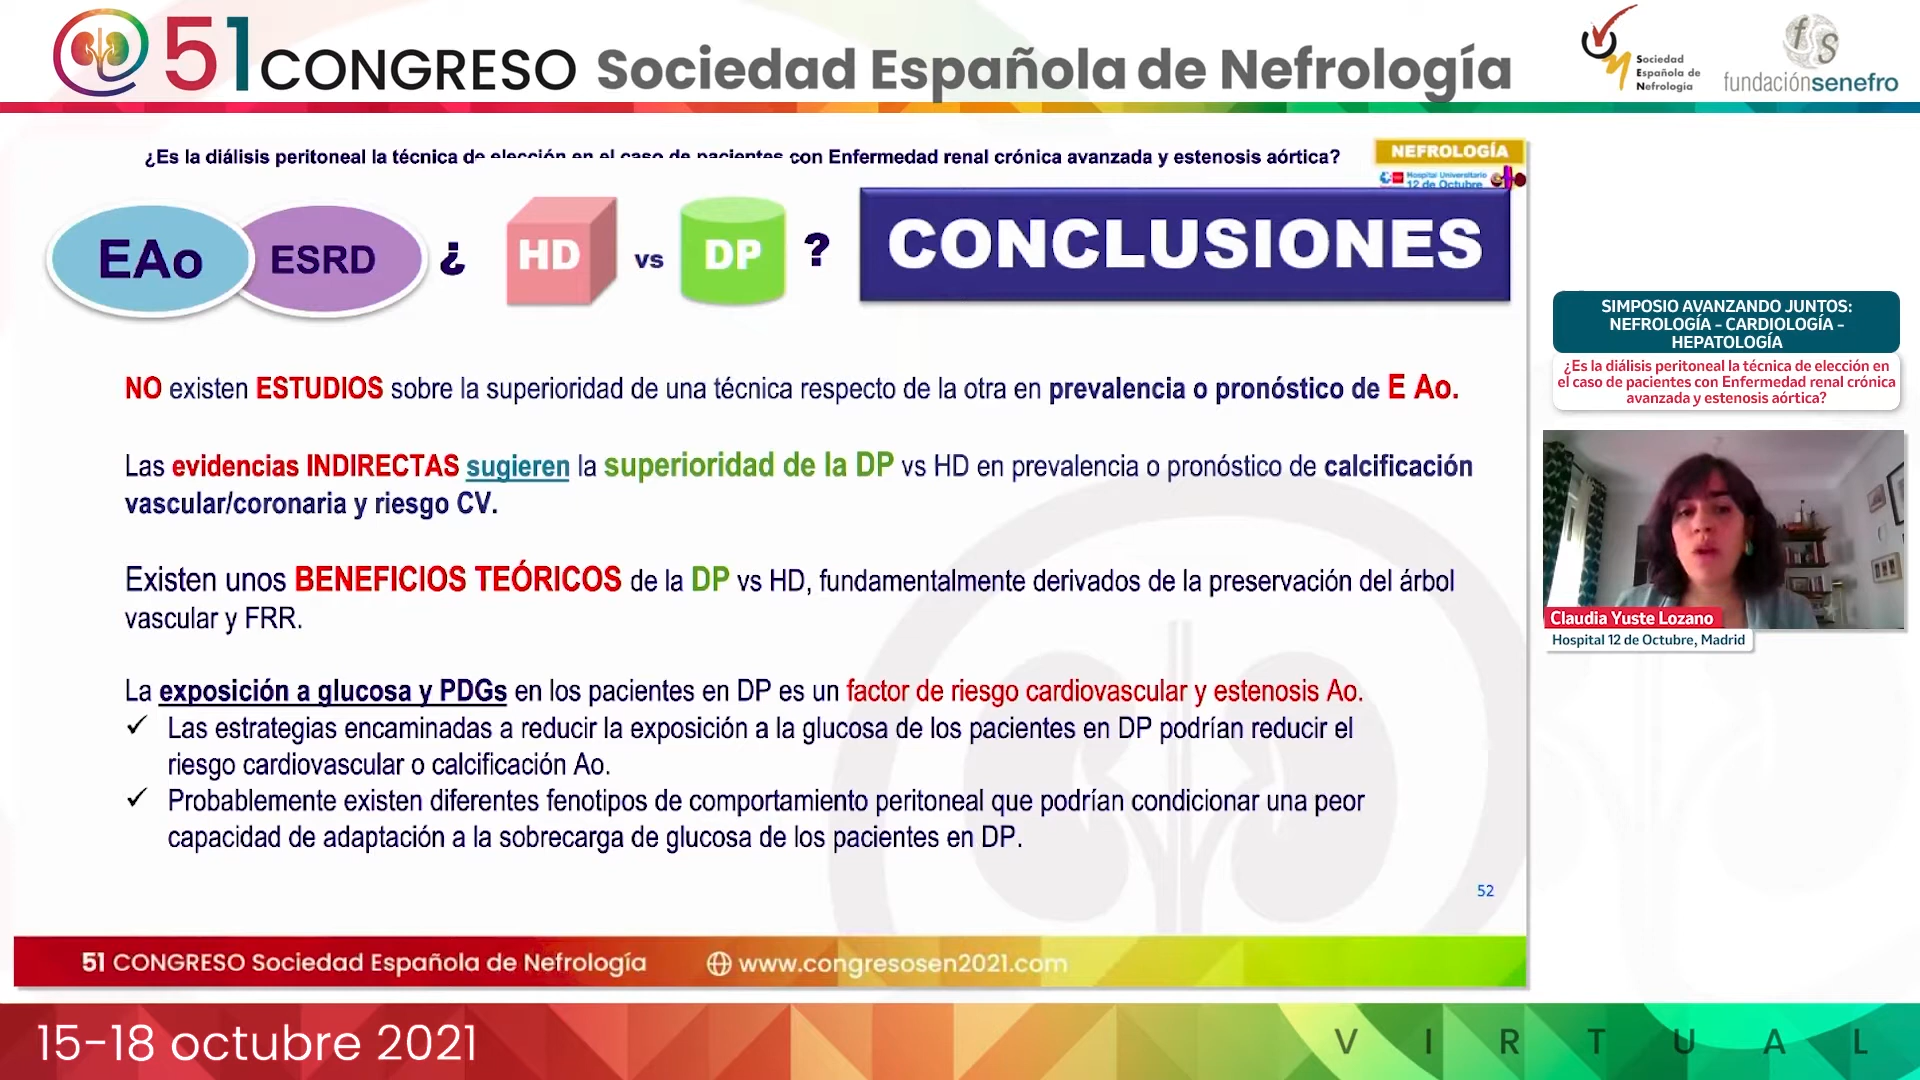 51 CONGRESO Sociedad Española de Nefrología
Sociedad
Española de
Nefrología
fs
fundaciónsenefro
¿Es la diálisis peritoneal la técnica de elección en el caso de pacientes con Enfermedad renal crónica avanzada y estenosis aórtica?
NEFROLOGÍA
Hospital Universitario
12 de Octubre
EAo ESRD ¿ HD vs DP ?
CONCLUSIONES
NO existen ESTUDIOS sobre la superioridad de una técnica respecto de la otra en prevalencia o pronóstico de E Ao.
Las evidencias INDIRECTAS sugieren la superioridad de la DP vs HD en prevalencia o pronóstico de calcificación
vascular/coronaria y riesgo CV.
Existen unos BENEFICIOS TEÓRICOS de la DP vs HD, fundamentalmente derivados de la preservación del árbol
vascular y FRR.
La exposición a glucosa y PDGs en los pacientes en DP es un factor de riesgo cardiovascular y estenosis Ao.
✓ Las estrategias encaminadas a reducir la exposición a la glucosa de los pacientes en DP podrían reducir el
riesgo cardiovascular o calcificación Ao.
✓ Probablemente existen diferentes fenotipos de comportamiento peritoneal que podrían condicionar una peor
capacidad de adaptación a la sobrecarga de glucosa de los pacientes en DP.
52
51 CONGRESO Sociedad Española de Nefrología www.congresosen2021.com
SIMPOSIO AVANZANDO JUNTOS:
NEFROLOGÍA - CARDIOLOGÍA -
HEPATOLOGÍA
¿Es la diálisis peritoneal la técnica de elección en
el caso de pacientes con Enfermedad renal crónica
avanzada y estenosis aórtica?
Claudia Yuste Lozano
Hospital 12 de Octubre, Madrid
15-18 octubre 2021
VIRTUAL